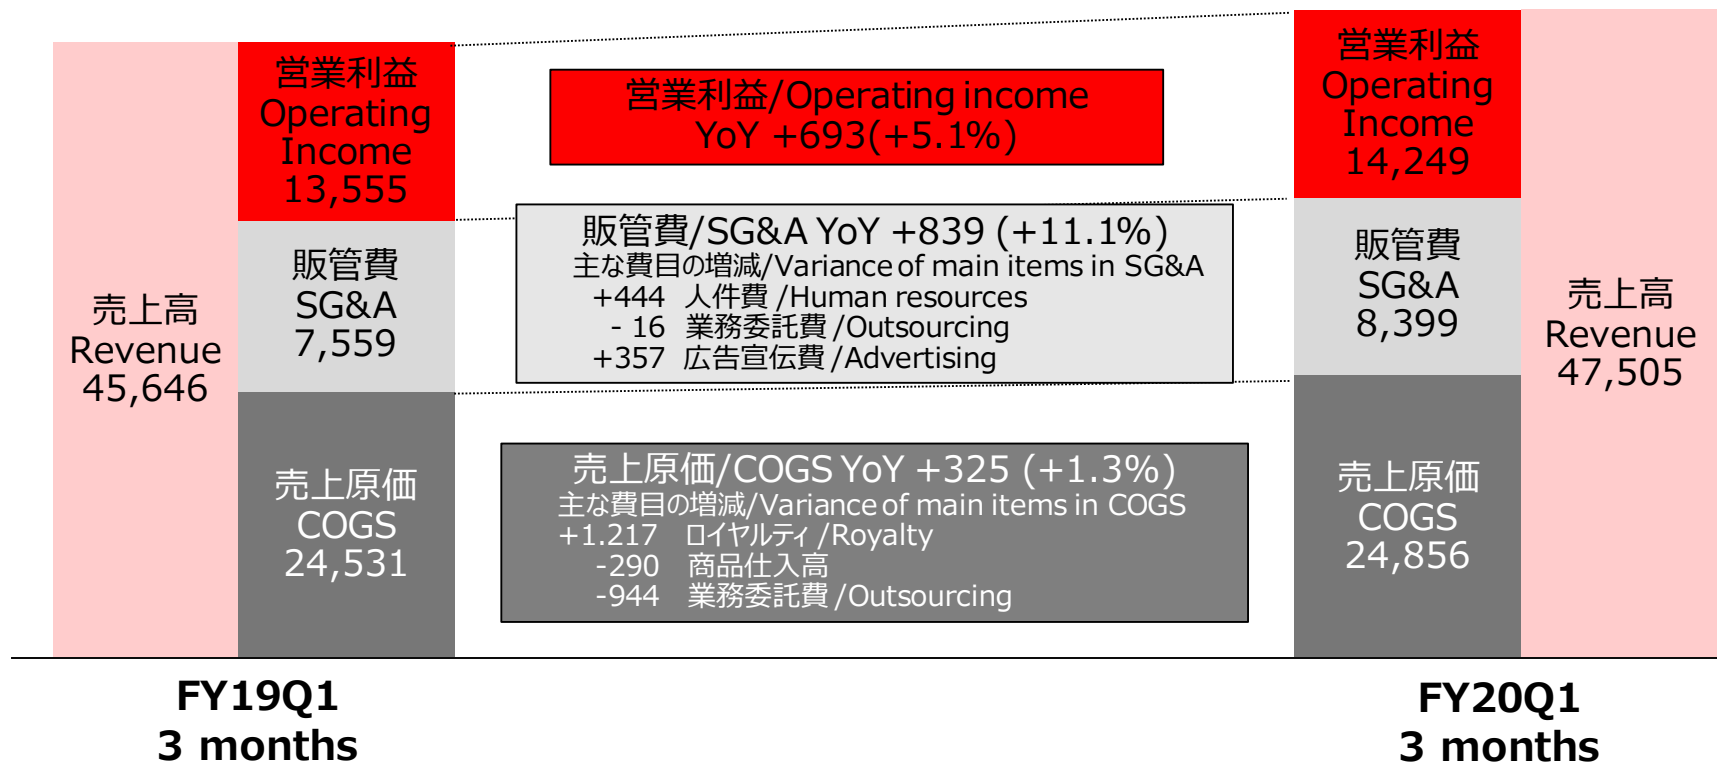 売上高
Revenue
45,646
営業利益
Operating
Income
13,555
販管費
SG&A
7,559
売上原価
COGS
24,531
営業利益/Operating income
YoY +693(+5.1%)
販管費/SG&A YoY +839 (+11.1%)
主な費目の増減/Variance of main items in SG&A
+444 人件費 /Human resources
- 16 業務委託費 /Outsourcing
+357 広告宣伝費 /Advertising
売上原価/COGS YoY +325 (+1.3%)
主な費目の増減/Variance of main items in COGS
+1.217 ロイヤルティ /Royalty
-290 商品仕入高
-944 業務委託費 /Outsourcing
営業利益
Operating
Income
14,249
販管費
SG&A
8,399
売上原価
COGS
24,856
売上高
Revenue
47,505
FY19Q1
3 months
FY20Q1
3 months